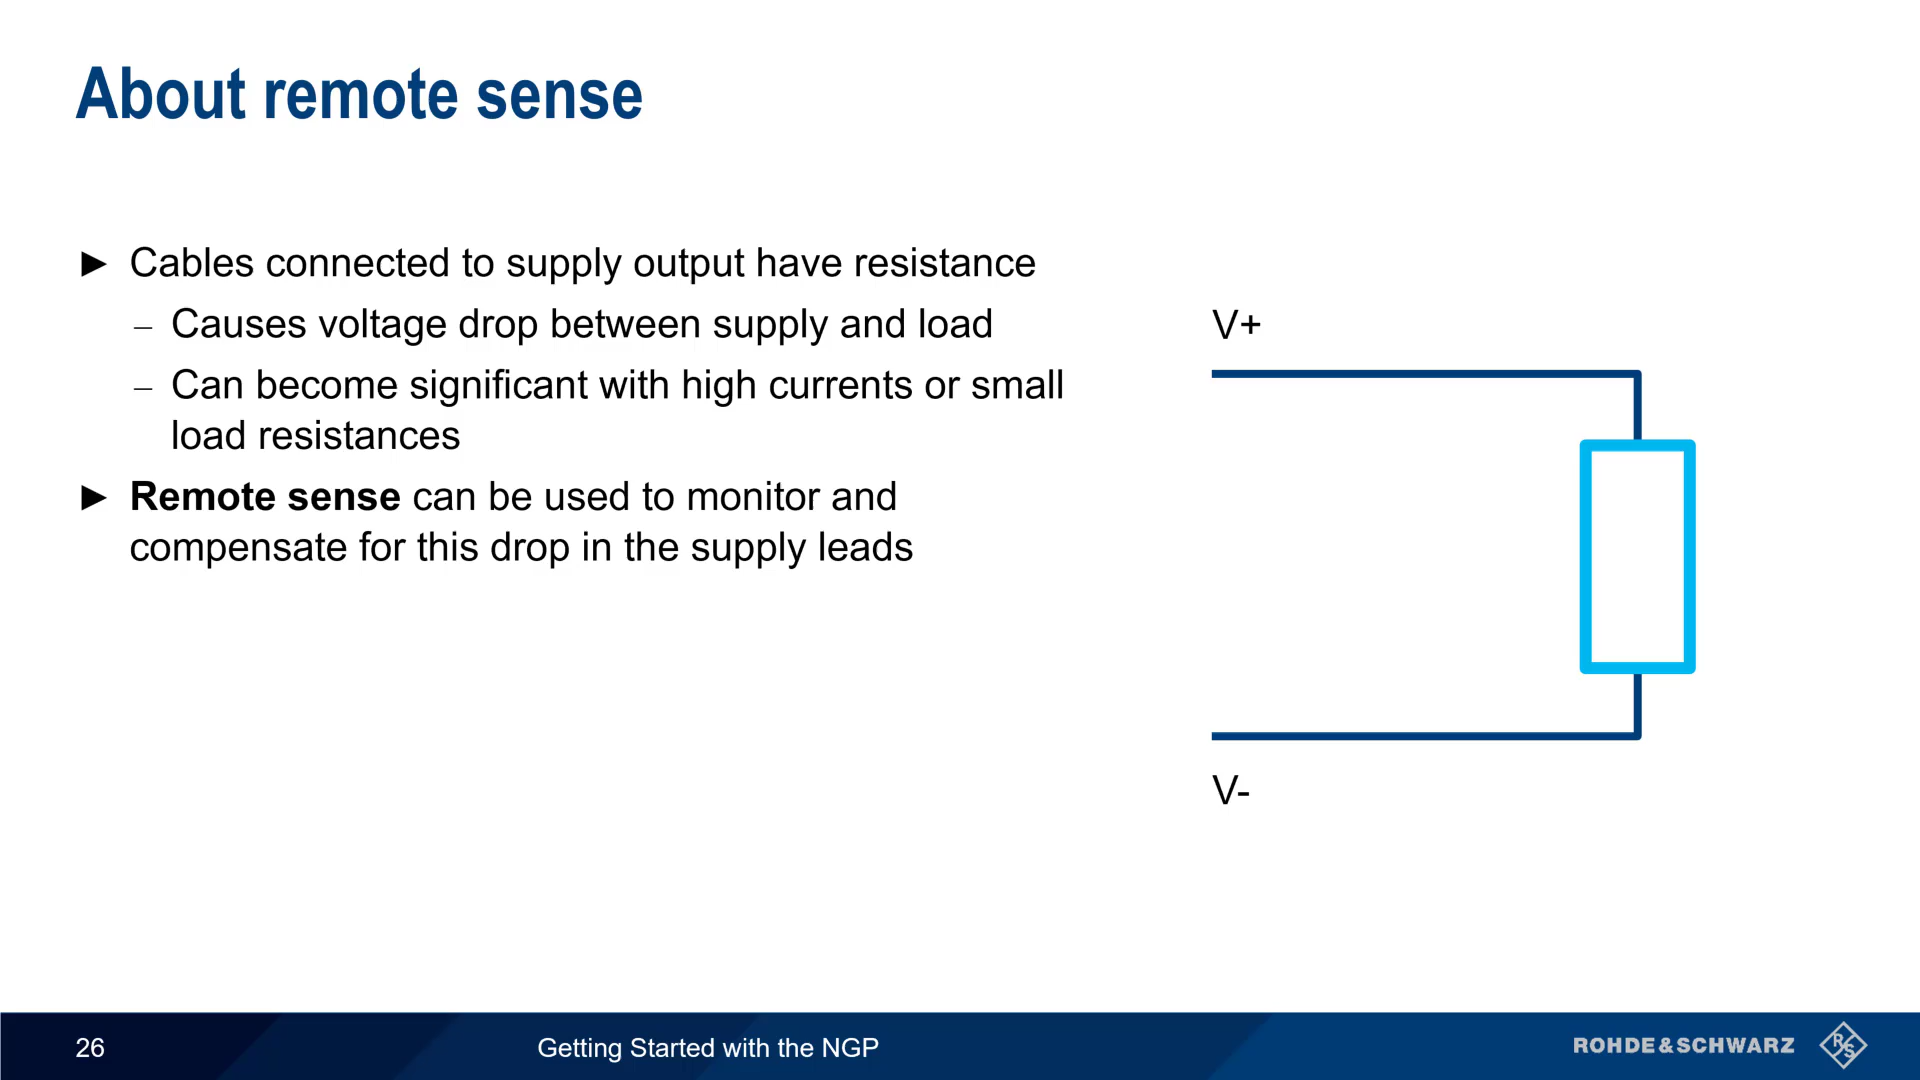 About remote sense
► Cables connected to supply output have resistance
– Causes voltage drop between supply and load
– Can become significant with high currents or small
load resistances
► Remote sense can be used to monitor and
compensate for this drop in the supply leads
V+
V-
26
Getting Started with the NGP
ROHDE&SCHWARZ
R&S